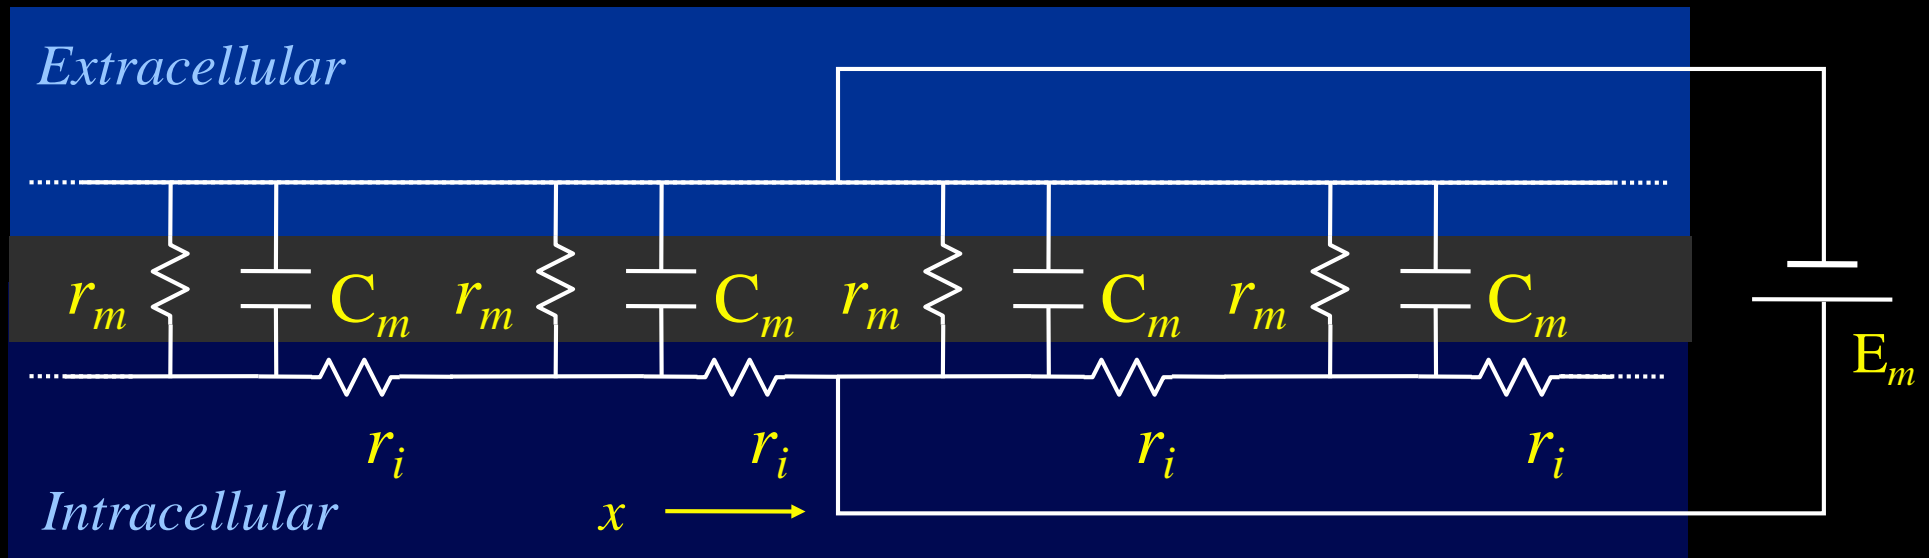 Extracellular
r_m C_m r_m C_m r_m C_m r_m C_m
E_m
r_i r_i r_i r_i
Intracellular x